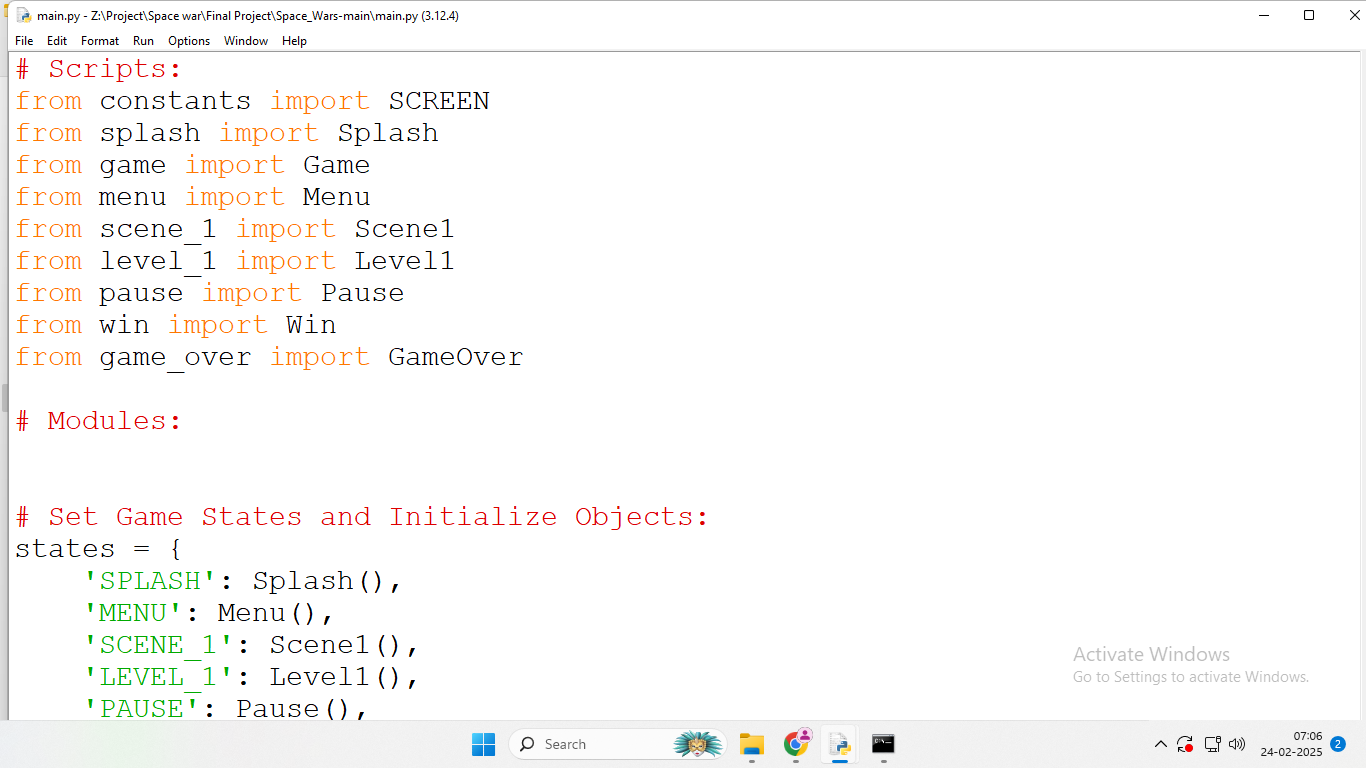 main.py - Z:\Project\Space war\Final Project\Space_Wars-main\main.py (3.12.4)
File Edit Format Run Options Window Help
# Scripts:
from constants import SCREEN
from splash import Splash
from game import Game
from menu import Menu
from scene_1 import Scene1
from level_1 import Level1
from pause import Pause
from win import Win
from game_over import GameOver
# Modules:
# Set Game States and Initialize Objects:
states = {
    'SPLASH': Splash(),
    'MENU': Menu(),
    'SCENE_1': Scene1(),
    'LEVEL_1': Level1(),
    'PAUSE': Pause(),
Activate Windows
Go to Settings to activate Windows.
Search
07:06
24-02-2025
2